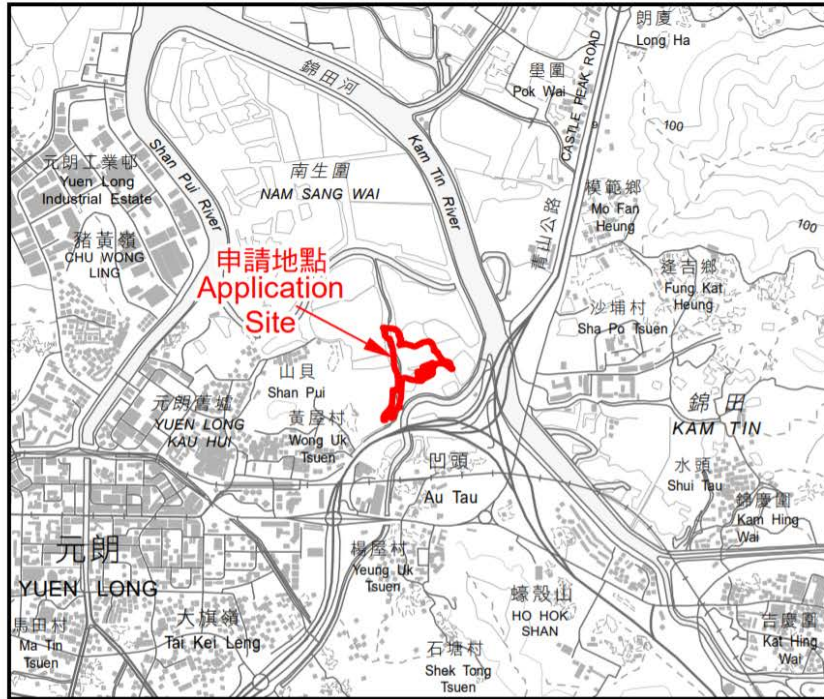 朗廈
Long Ha
壆圍
Pok Wai
CASTLE PEAK ROAD
青山公路
錦田河
Kam Tin River
Shan Pui River
元朗工業邨
Yuen Long
Industrial Estate
南生圍
NAM SANG WAI
100
100
模範鄉
Mo Fan
Heung
豬黃嶺
CHU WONG
LING
申請地點
Application
Site
逢吉鄉
Fung Kat
Heung
沙埔村
Sha Po Tsuen
山貝
Shan Pui
元朗舊墟
YUEN LONG
KAU HUI
黃屋村
Wong Uk
Tsuen
錦田
KAM TIN
凹頭
Au Tau
水頭
Shui Tau
錦慶圍
Kam Hing
Wai
元朗
YUEN LONG
楊屋村
Yeung Uk
Tsuen
蠔殼山
HO HOK
SHAN
馬田村
Ma Tin
Tsuen
大旗嶺
Tai Kei Leng
石塘村
Shek Tong
Tsuen
吉慶圍
Kat Hing
Wai